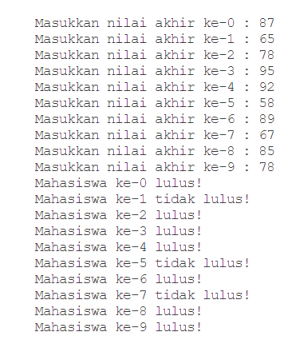 Masukkan nilai akhir ke-0 : 87
Masukkan nilai akhir ke-1 : 65
Masukkan nilai akhir ke-2 : 78
Masukkan nilai akhir ke-3 : 95
Masukkan nilai akhir ke-4 : 92
Masukkan nilai akhir ke-5 : 58
Masukkan nilai akhir ke-6 : 89
Masukkan nilai akhir ke-7 : 67
Masukkan nilai akhir ke-8 : 85
Masukkan nilai akhir ke-9 : 78
Mahasiswa ke-0 lulus!
Mahasiswa ke-1 tidak lulus!
Mahasiswa ke-2 lulus!
Mahasiswa ke-3 lulus!
Mahasiswa ke-4 lulus!
Mahasiswa ke-5 tidak lulus!
Mahasiswa ke-6 lulus!
Mahasiswa ke-7 tidak lulus!
Mahasiswa ke-8 lulus!
Mahasiswa ke-9 lulus!